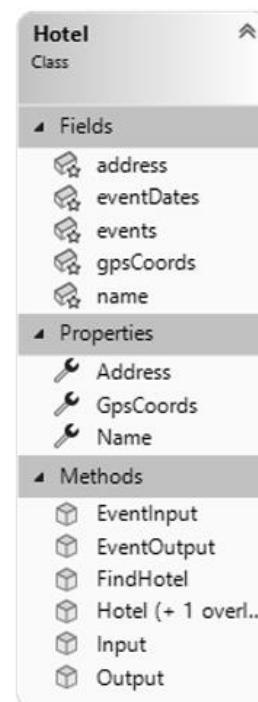 Hotel
Class
Fields
address
eventDates
events
gpsCoords
name
Properties
Address
GpsCoords
Name
Methods
EventInput
EventOutput
FindHotel
Hotel (+ 1 overl...
Input
Output